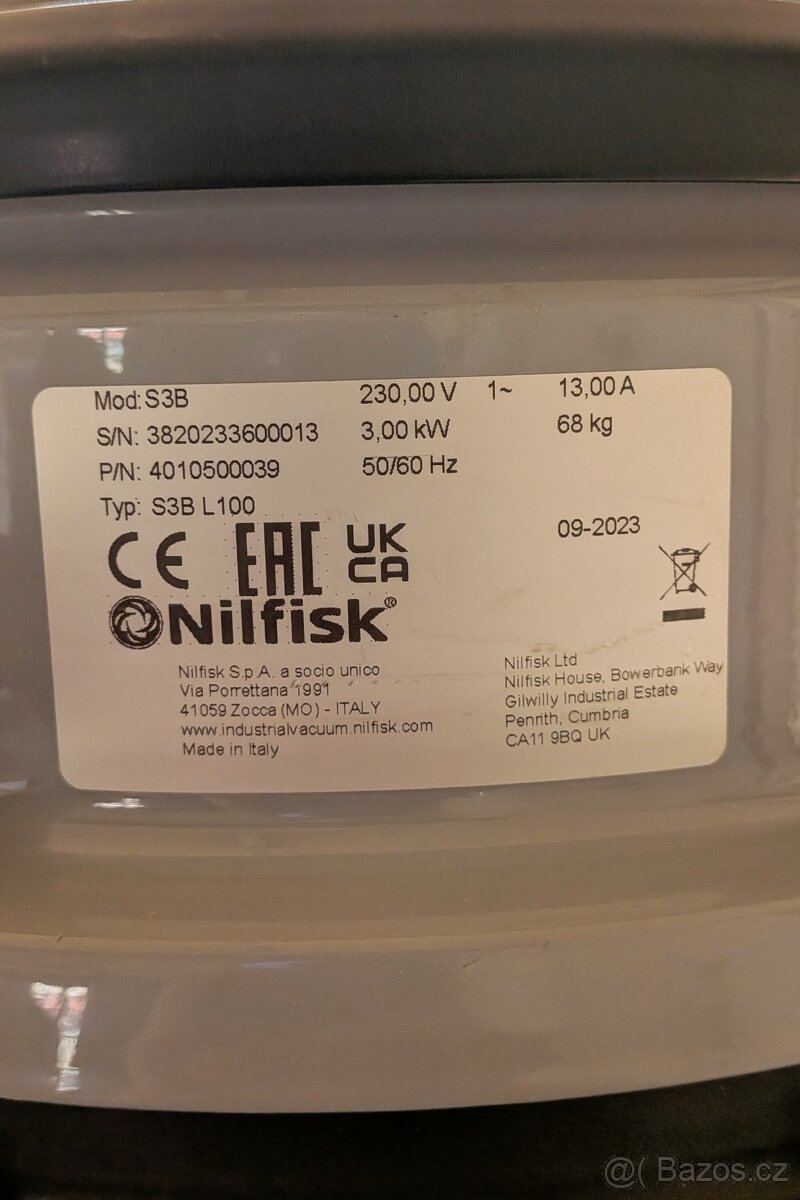 Mod: S3B 230,00 V 1~ 13,00 A
S/N: 3820233600013 3,00 kW 68 kg
P/N: 4010500039 50/60 Hz
Typ: S3B L100
09-2023
CE EAC UK
CA
Nilfisk®
Nilfisk S.p.A. a socio unico
Via Porrettana 1991
41059 Zocca (MO) - ITALY
www.industrialvacuum.nilfisk.com
Made in Italy
Nilfisk Ltd
Nilfisk House, Bowerbank Way
Gilwilly Industrial Estate
Penrith, Cumbria
CA11 9BQ UK
@( Bazos.cz